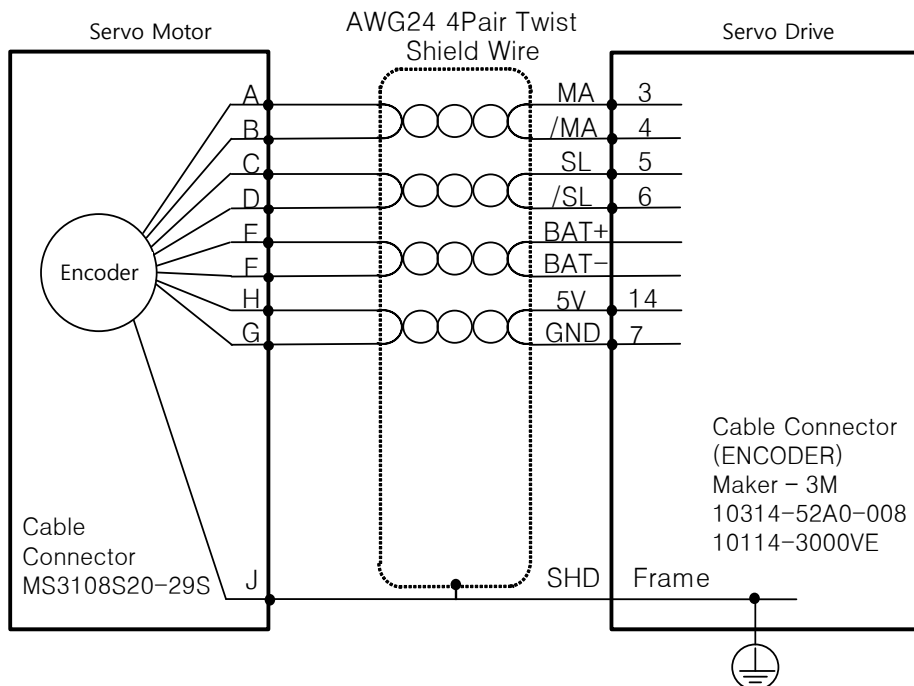 Servo Motor
AWG24 4Pair Twist
Shield Wire
Servo Drive
A
MA
3
B
/MA
4
C
SL
5
D
/SL
6
E
BAT+
F
BAT-
Encoder
H
5V
14
G
GND
7
Cable Connector
(ENCODER)
Maker - 3M
10314-52A0-008
10114-3000VE
Cable
Connector
MS3108S20-29S
J
SHD
Frame